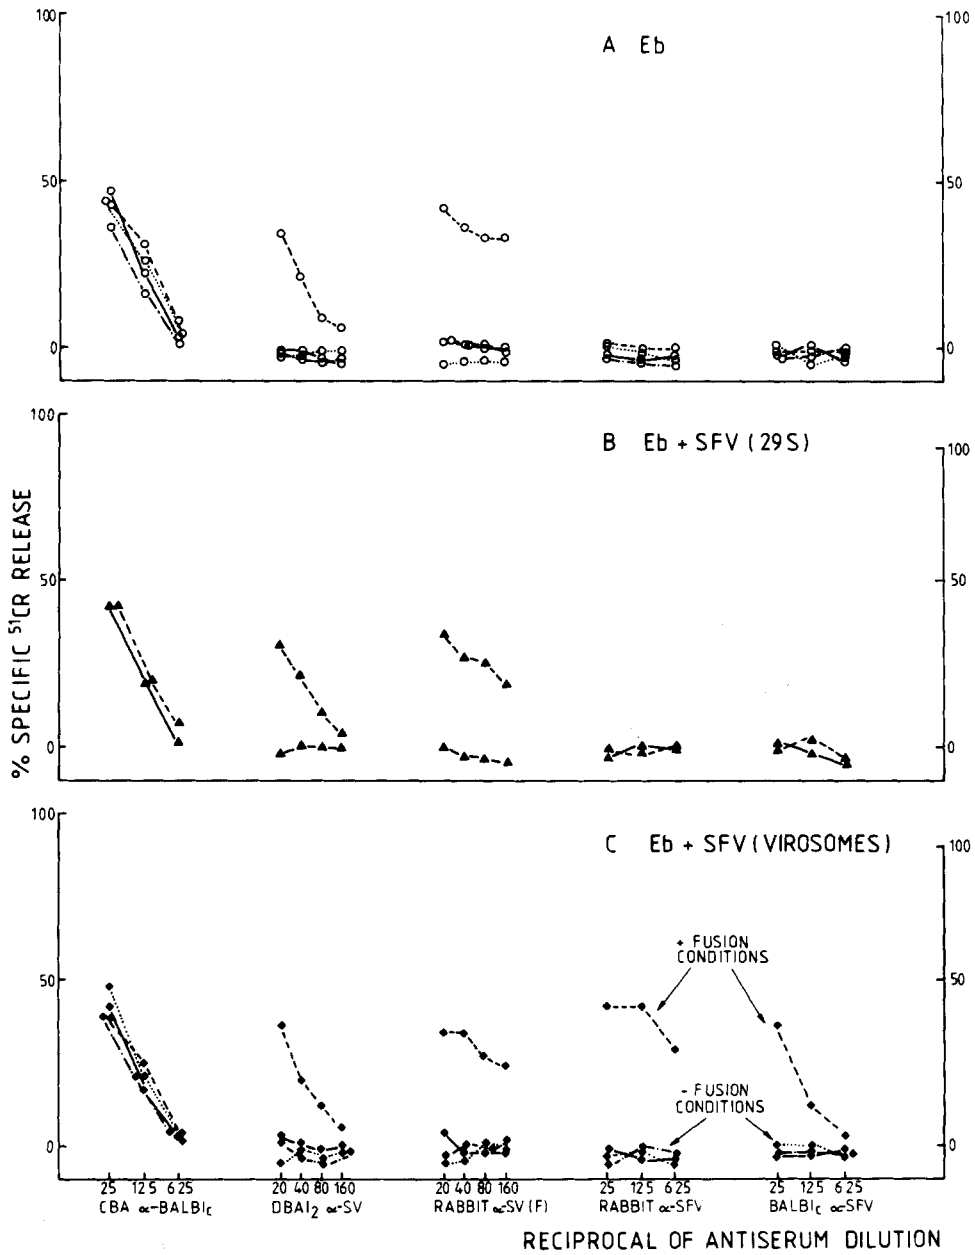 100
100
A Eb
50
50
0
0
100
B Eb + SFV (29S)
100
50
50
0
0
% SPECIFIC ⁵¹CR RELEASE
100
100
C Eb + SFV (VIROSOMES)
+ FUSION
CONDITIONS
50
50
- FUSION
CONDITIONS
0
0
25 125 625 20 40 80 160 20 40 80 160 25 125 625 25 125 625
CBA α-BALB|c DBA|2 α-SV RABBIT α-SV (F) RABBIT α-SFV BALB|c α-SFV
RECIPROCAL OF ANTISERUM DILUTION